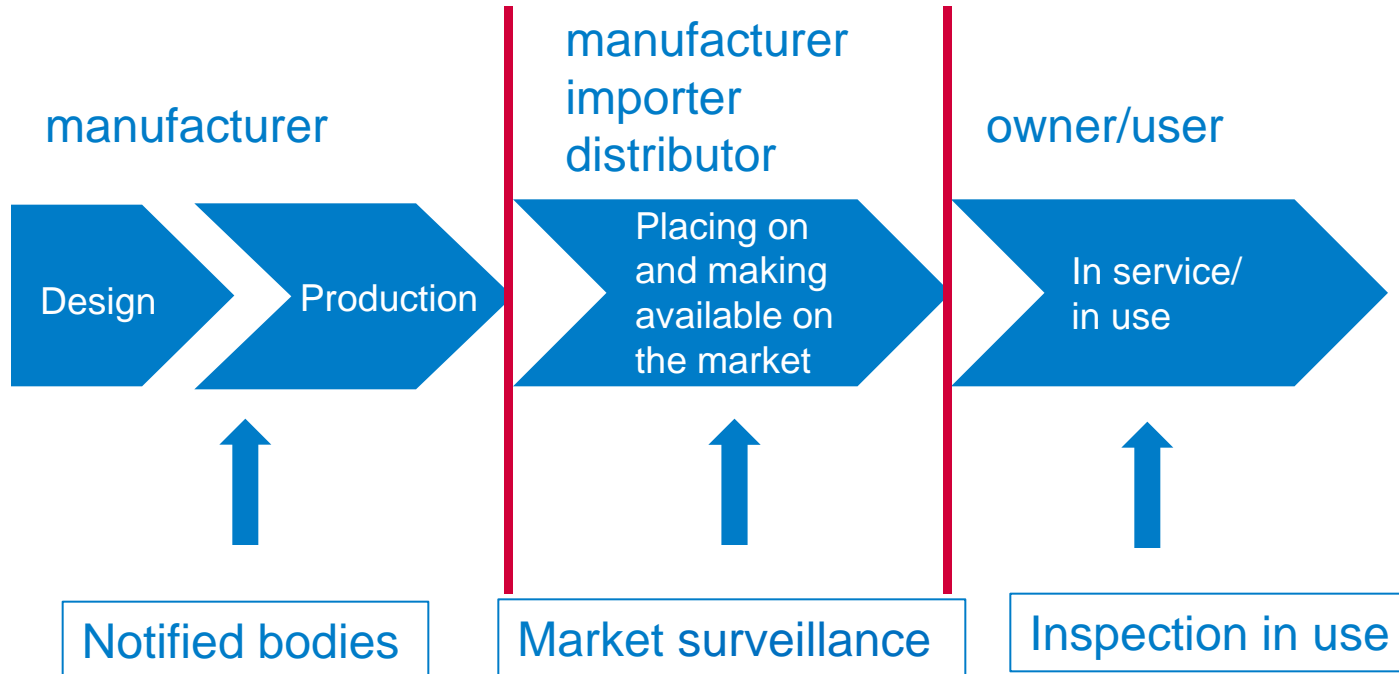 manufacturer
manufacturer
importer
distributor
owner/user
Design
Production
Placing on
and making
available on
the market
In service/
in use
Notified bodies
Market surveillance
Inspection in use